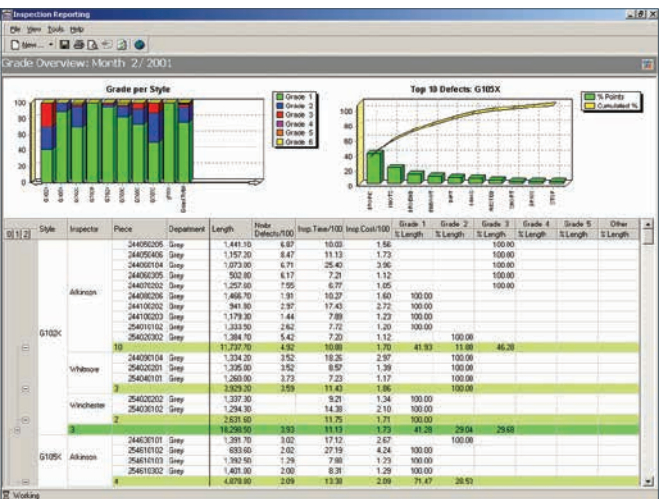 Inspection Reporting
File View Tools Help
New...
Grade Overview: Month 2/ 2001
Grade per Style
Top 10 Defects: G105X
Grade 1
Grade 2
Grade 3
Grade 4
Grade 5
Grade 6
% Points
Cumulated %
100
80
60
40
20
0
100
80
60
40
20
0
0 1 2 Style Inspector Piece Department Length Nmbr Defects/100 Insp.Time/100 Insp.Cost/100 Grade 1 % Length Grade 2 % Length Grade 3 % Length Grade 4 % Length Grade 5 % Length Other % Length
244050205 Grey 1,441.10 6.87 10.03 1.56 100.00
244050406 Grey 1,157.20 8.47 11.13 1.73 100.00
244060104 Grey 1,073.00 6.71 25.40 3.96 100.00
244060305 Grey 502.00 6.17 7.21 1.12 100.00
244070202 Grey 1,257.60 7.55 6.77 1.05 100.00
Atkinson
244080206 Grey 1,466.70 1.91 10.27 1.60 100.00
244100202 Grey 941.90 2.97 17.43 2.72 100.00
244100203 Grey 1,179.30 1.44 7.89 1.23 100.00
254010102 Grey 1,333.50 2.62 7.72 1.20 100.00
254020302 Grey 1,384.70 5.42 7.20 1.12 100.00
G102X
10 11,737.70 4.92 10.88 1.70 41.93 11.80 46.28
244090104 Grey 1,334.20 3.52 18.26 2.97 100.00
Whitmore 254020201 Grey 1,335.00 3.52 8.57 1.39 100.00
254040101 Grey 1,260.00 3.73 7.23 1.17 100.00
3 3,929.20 3.59 11.43 1.86 100.00
Winchester 254020202 Grey 1,337.30 9.21 1.34 100.00
254030102 Grey 1,294.30 14.38 2.10 100.00
2 2,631.60 11.75 1.71 100.00
3 18,298.50 3.93 11.13 1.73 41.28 29.04 29.68
244630101 Grey 1,391.70 3.02 17.12 2.67 100.00
254610102 Grey 693.60 2.02 27.19 4.24 100.00
G105X Atkinson 254610103 Grey 1,392.50 1.29 7.88 1.23 100.00
254610302 Grey 1,401.00 2.00 8.31 1.29 100.00
4 4,878.80 2.09 13.38 2.09 71.47 28.53
Working